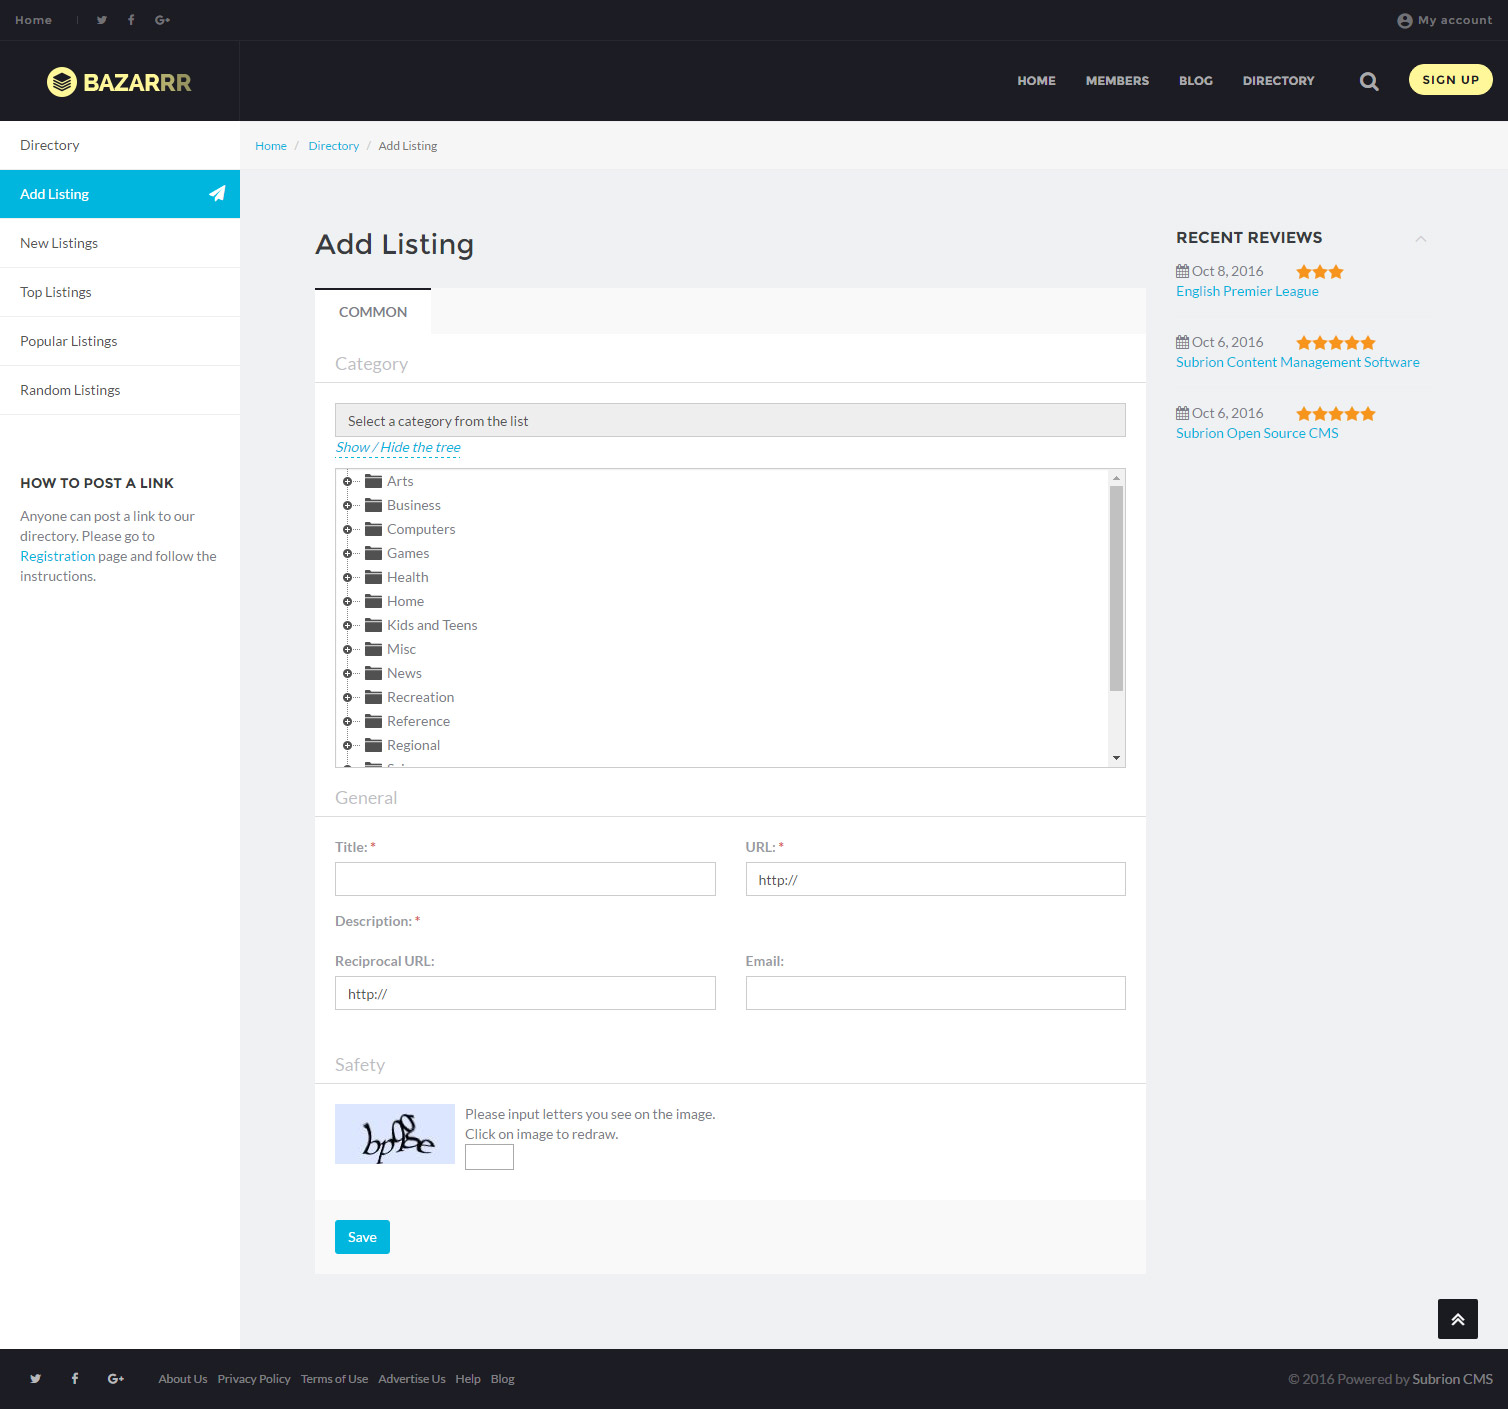 Home
My account
BAZARRR
HOME MEMBERS BLOG DIRECTORY
SIGN UP
Directory
Add Listing
New Listings
Top Listings
Popular Listings
Random Listings
HOW TO POST A LINK
Anyone can post a link to our
directory. Please go to
Registration page and follow the
instructions.
Home / Directory / Add Listing
Add Listing
COMMON
Category
Select a category from the list
Show / Hide the tree
Arts
Business
Computers
Games
Health
Home
Kids and Teens
Misc
News
Recreation
Reference
Regional
General
Title: *
URL: *
http://
Description: *
Reciprocal URL:
Email:
http://
Safety
Please input letters you see on the image.
Click on image to redraw.
Save
RECENT REVIEWS
Oct 8, 2016
English Premier League
Oct 6, 2016
Subrion Content Management Software
Oct 6, 2016
Subrion Open Source CMS
About Us Privacy Policy Terms of Use Advertise Us Help Blog
© 2016 Powered by Subrion CMS